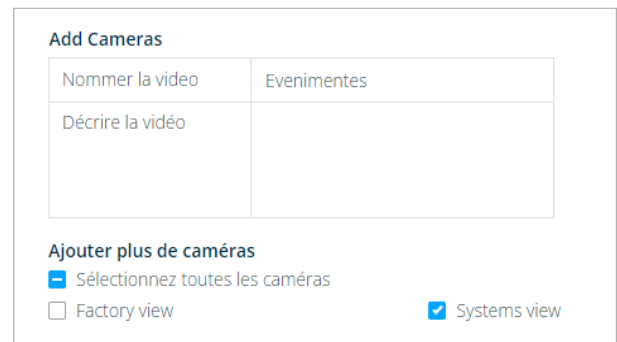 Add Cameras
Nommer la video Evenimentes
Décrire la vidéo
Ajouter plus de caméras
Sélectionnez toutes les caméras
Factory view Systems view